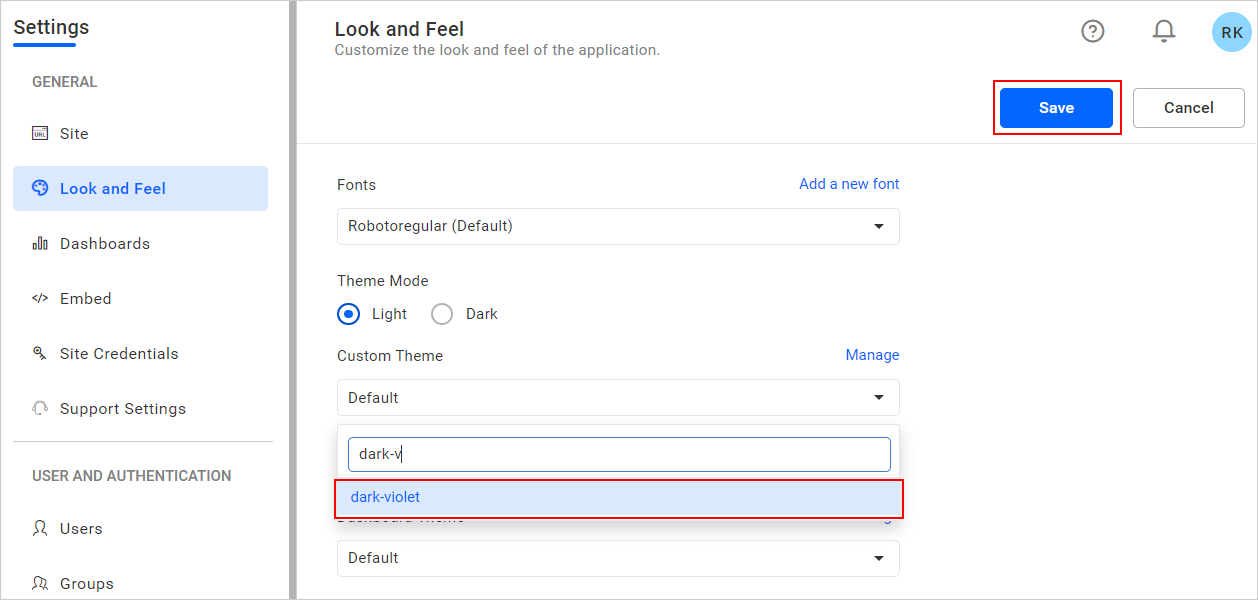 Settings
GENERAL
URL
Site
Look and Feel
Dashboards
Embed
Site Credentials
Support Settings
USER AND AUTHENTICATION
Users
Groups
Look and Feel
Customize the look and feel of the application.
RK
Save
Cancel
Fonts
Add a new font
Robotoregular (Default)
Theme Mode
Light
Dark
Custom Theme
Manage
Default
dark-v
dark-violet
Dashboard Theme
Default